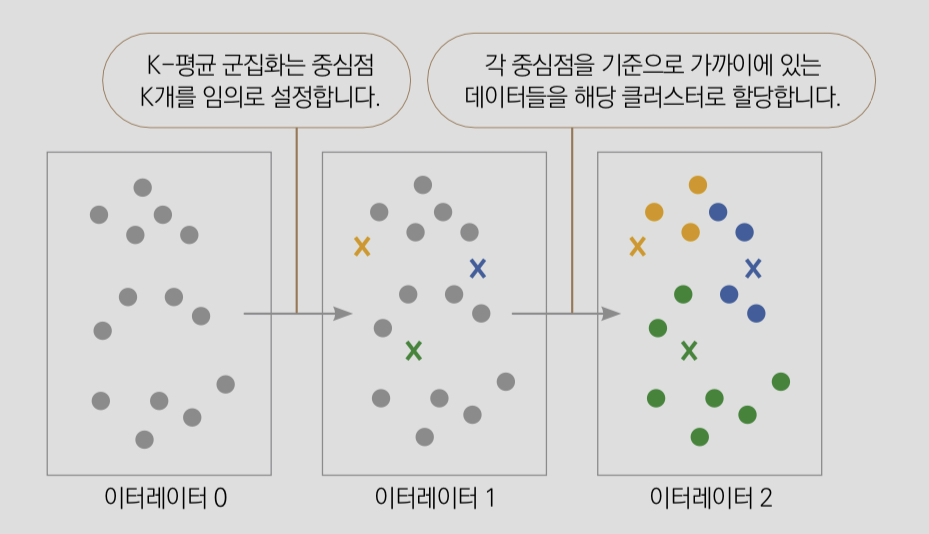 K-평균 군집화는 중심점
K개를 임의로 설정합니다.
각 중심점을 기준으로 가까이에 있는
데이터들을 해당 클러스터로 할당합니다.
이터레이터 0
이터레이터 1
이터레이터 2